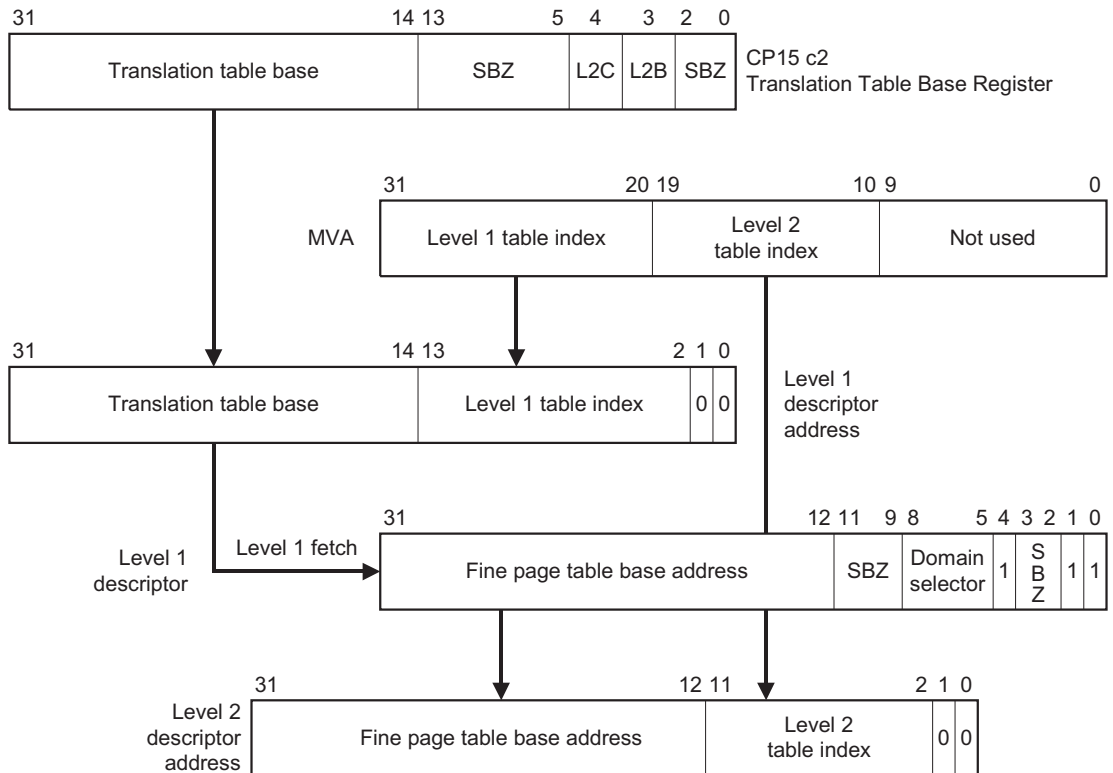 31 14 13 5 4 3 2 0
Translation table base SBZ L2C L2B SBZ
CP15 c2
Translation Table Base Register
31 20 19 10 9 0
MVA
Level 1 table index
Level 2
table index
Not used
31 14 13 2 1 0
Translation table base Level 1 table index 0 0
Level 1
descriptor
address
31 12 11 9 8 5 4 3 2 1 0
Level 1
descriptor
Level 1 fetch
Fine page table base address SBZ
Domain
selector
1
S
B
Z
1 1
31 12 11 2 1 0
Level 2
descriptor
address
Fine page table base address
Level 2
table index
0 0